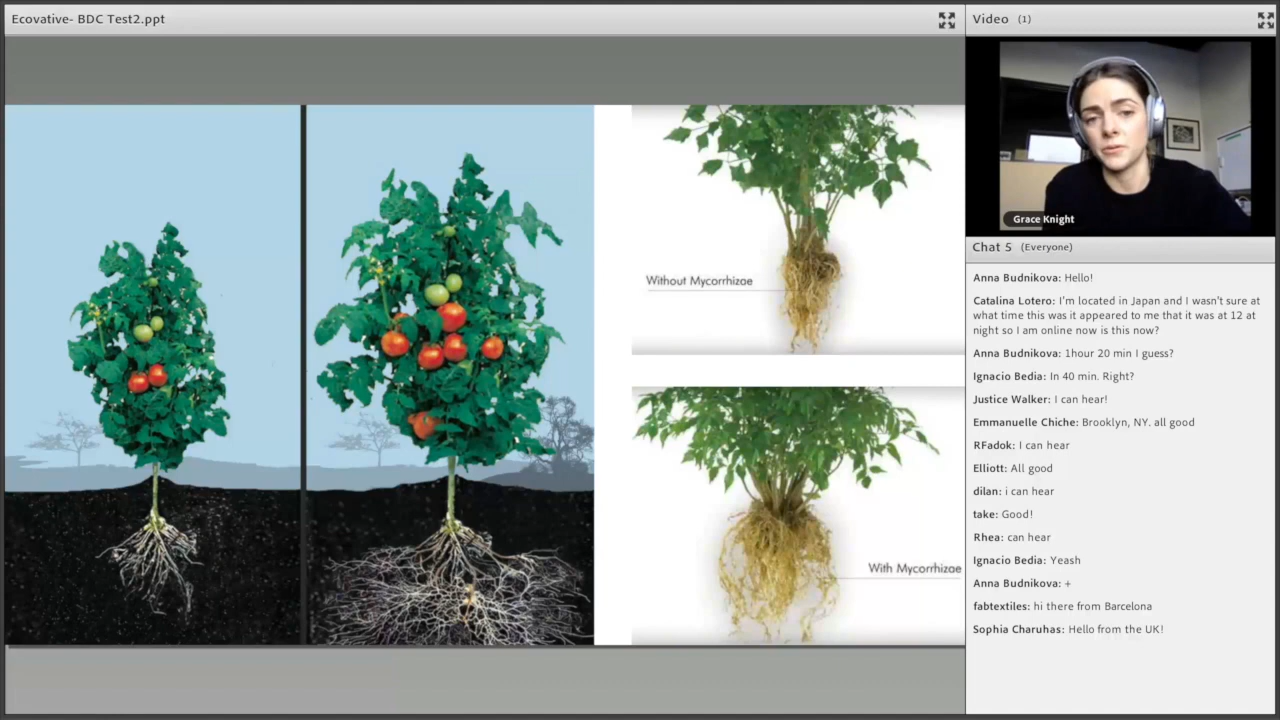 Ecovative- BDC Test2.ppt
Without Mycorrhizae
With Mycorrhizae
Video (1)
Grace Knight
Chat 5 (Everyone)
Anna Budnikova: Hello!
Catalina Lotero: I'm located in Japan and I wasn't sure at
what time this was it appeared to me that it was at 12 at
night so I am online now is this now?
Anna Budnikova: 1hour 20 min I guess?
Ignacio Bedia: In 40 min. Right?
Justice Walker: I can hear!
Emmanuelle Chiche: Brooklyn, NY. all good
RFadok: I can hear
Elliott: All good
dilan: i can hear
take: Good!
Rhea: can hear
Ignacio Bedia: Yeash
Anna Budnikova: +
fabtextiles: hi there from Barcelona
Sophia Charuhas: Hello from the UK!